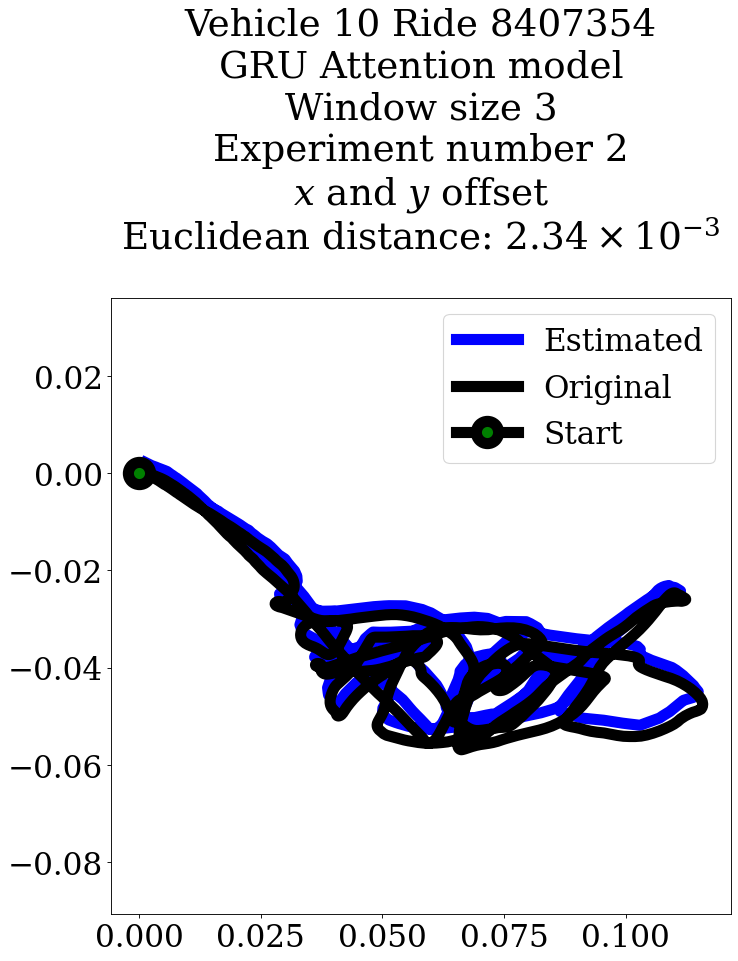 Vehicle 10 Ride 8407354
GRU Attention model
Window size 3
Experiment number 2
x and y offset
Euclidean distance: 2.34 × 10⁻³
Estimated
Original
Start
0.02
0.00
−0.02
−0.04
−0.06
−0.08
0.000 0.025 0.050 0.075 0.100